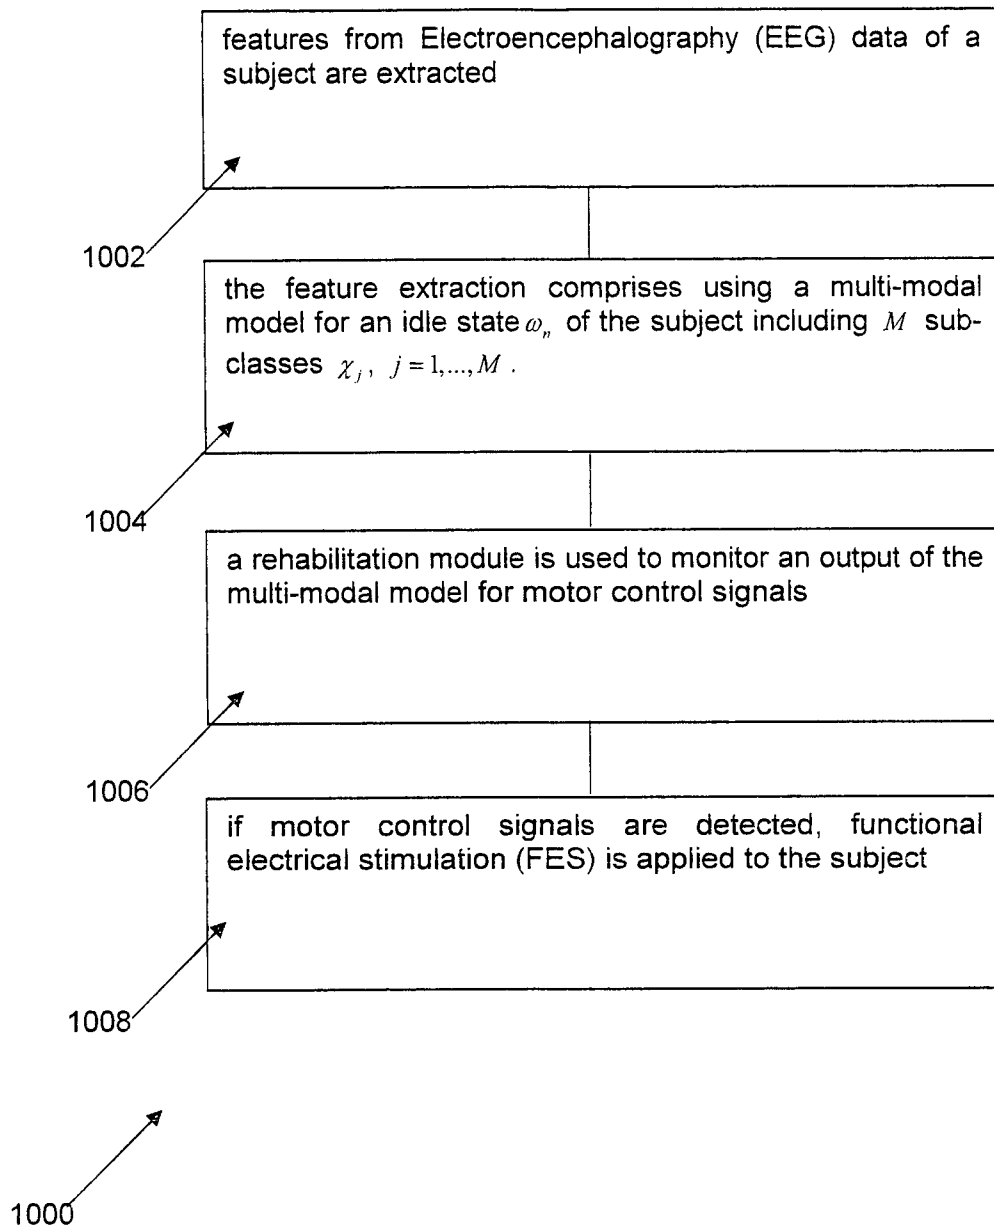 features from Electroencephalography (EEG) data of a
subject are extracted
1002
the feature extraction comprises using a multi-modal
model for an idle state ωn of the subject including M sub-
classes χj, j = 1,...,M .
1004
a rehabilitation module is used to monitor an output of the
multi-modal model for motor control signals
1006
if motor control signals are detected, functional
electrical stimulation (FES) is applied to the subject
1008
1000